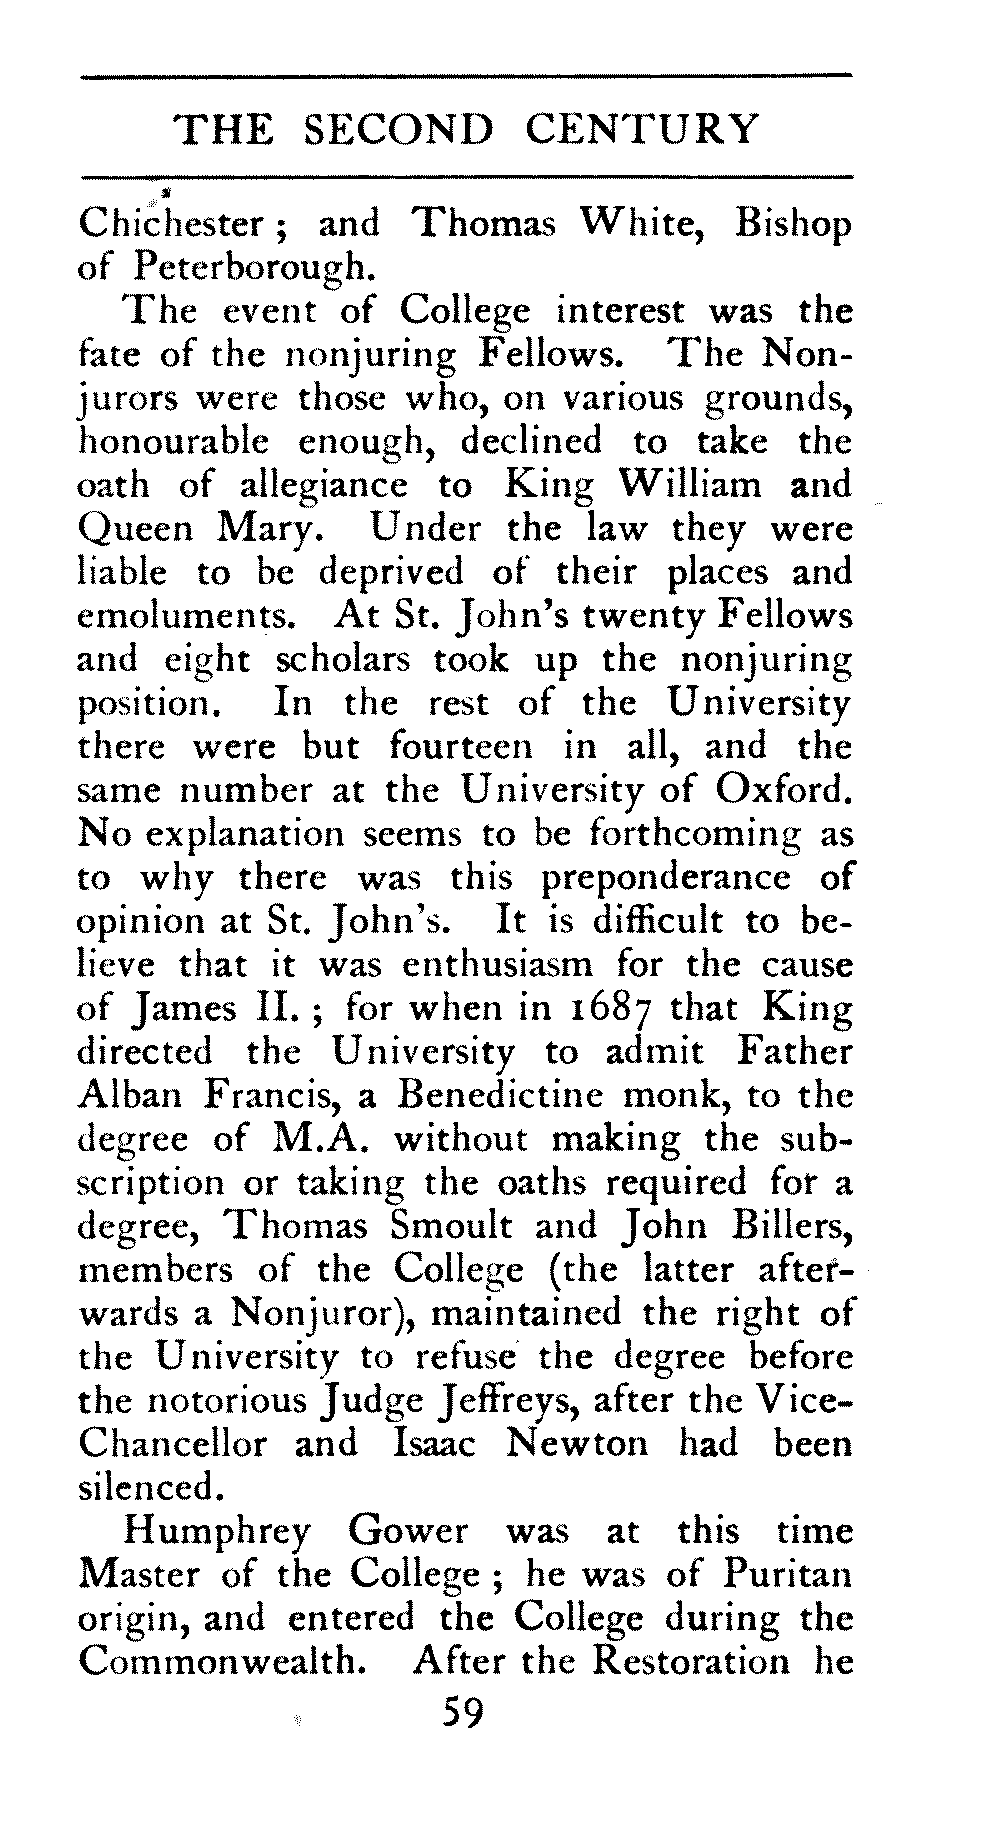 THE SECOND CENTURY
Chichester ; and Thomas White, Bishop
of Peterborough.
The event of College interest was the
fate of the nonjuring Fellows. The Non-
jurors were those who, on various grounds,
honourable enough, declined to take the
oath of allegiance to King William and
Queen Mary. Under the law they were
liable to be deprived of their places and
emoluments. At St. John's twenty Fellows
and eight scholars took up the nonjuring
position. In the rest of the University
there were but fourteen in all, and the
same number at the University of Oxford.
No explanation seems to be forthcoming as
to why there was this preponderance of
opinion at St. John's. It is difficult to be-
lieve that it was enthusiasm for the cause
of James II. ; for when in 1687 that King
directed the University to admit Father
Alban Francis, a Benedictine monk, to the
degree of M.A. without making the sub-
scription or taking the oaths required for a
degree, Thomas Smoult and John Billers,
members of the College (the latter after-
wards a Nonjuror), maintained the right of
the University to refuse the degree before
the notorious Judge Jeffreys, after the Vice-
Chancellor and Isaac Newton had been
silenced.
Humphrey Gower was at this time
Master of the College ; he was of Puritan
origin, and entered the College during the
Commonwealth. After the Restoration he
59